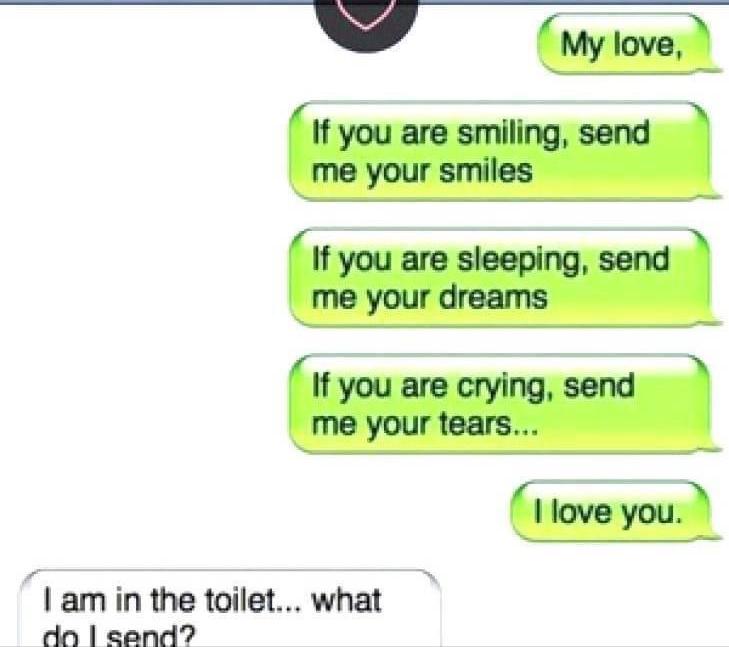 My love,
If you are smiling, send
me your smiles
If you are sleeping, send
me your dreams
If you are crying, send
me your tears...
I love you.
I am in the toilet... what
do I send?